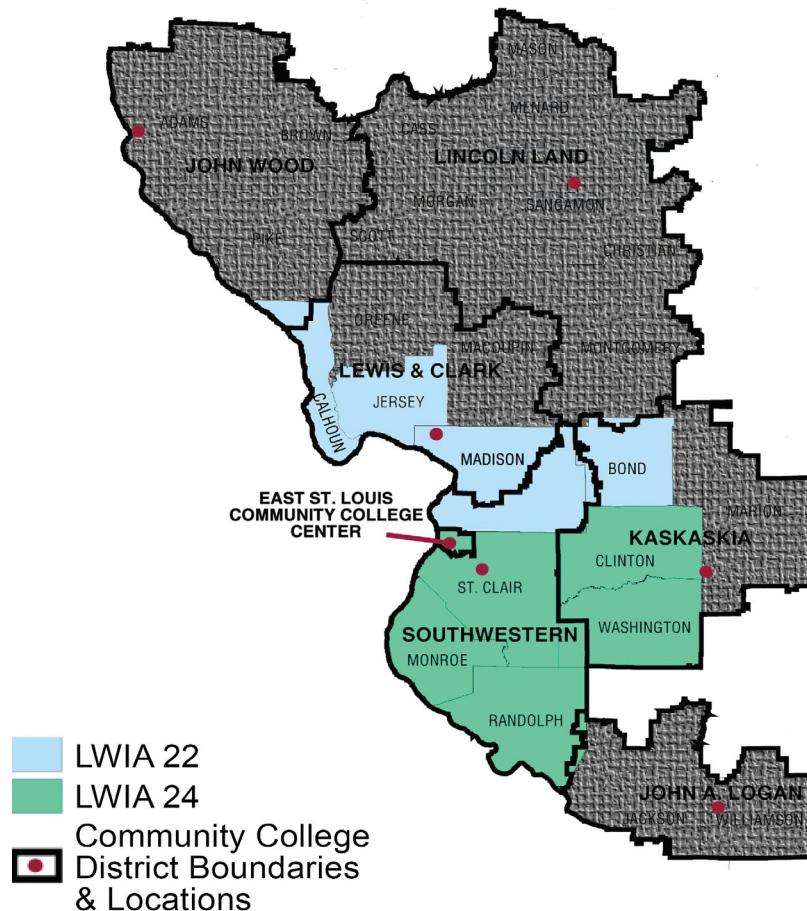 MASON
MENARD
ADAMS
CASS
BROWN
LINCOLN LAND
JOHN WOOD
MORGAN
SANGAMON
PIKE
SCOTT
CHRISTIAN
GREENE
MACOUPIN
MONTGOMERY
LEWIS & CLARK
CALHOUN
JERSEY
MADISON
BOND
EAST ST. LOUIS
COMMUNITY COLLEGE
CENTER
MARION
KASKASKIA
CLINTON
ST. CLAIR
WASHINGTON
SOUTHWESTERN
MONROE
RANDOLPH
LWIA 22
LWIA 24
JOHN A. LOGAN
JACKSON
WILLIAMSON
Community College
District Boundaries
& Locations